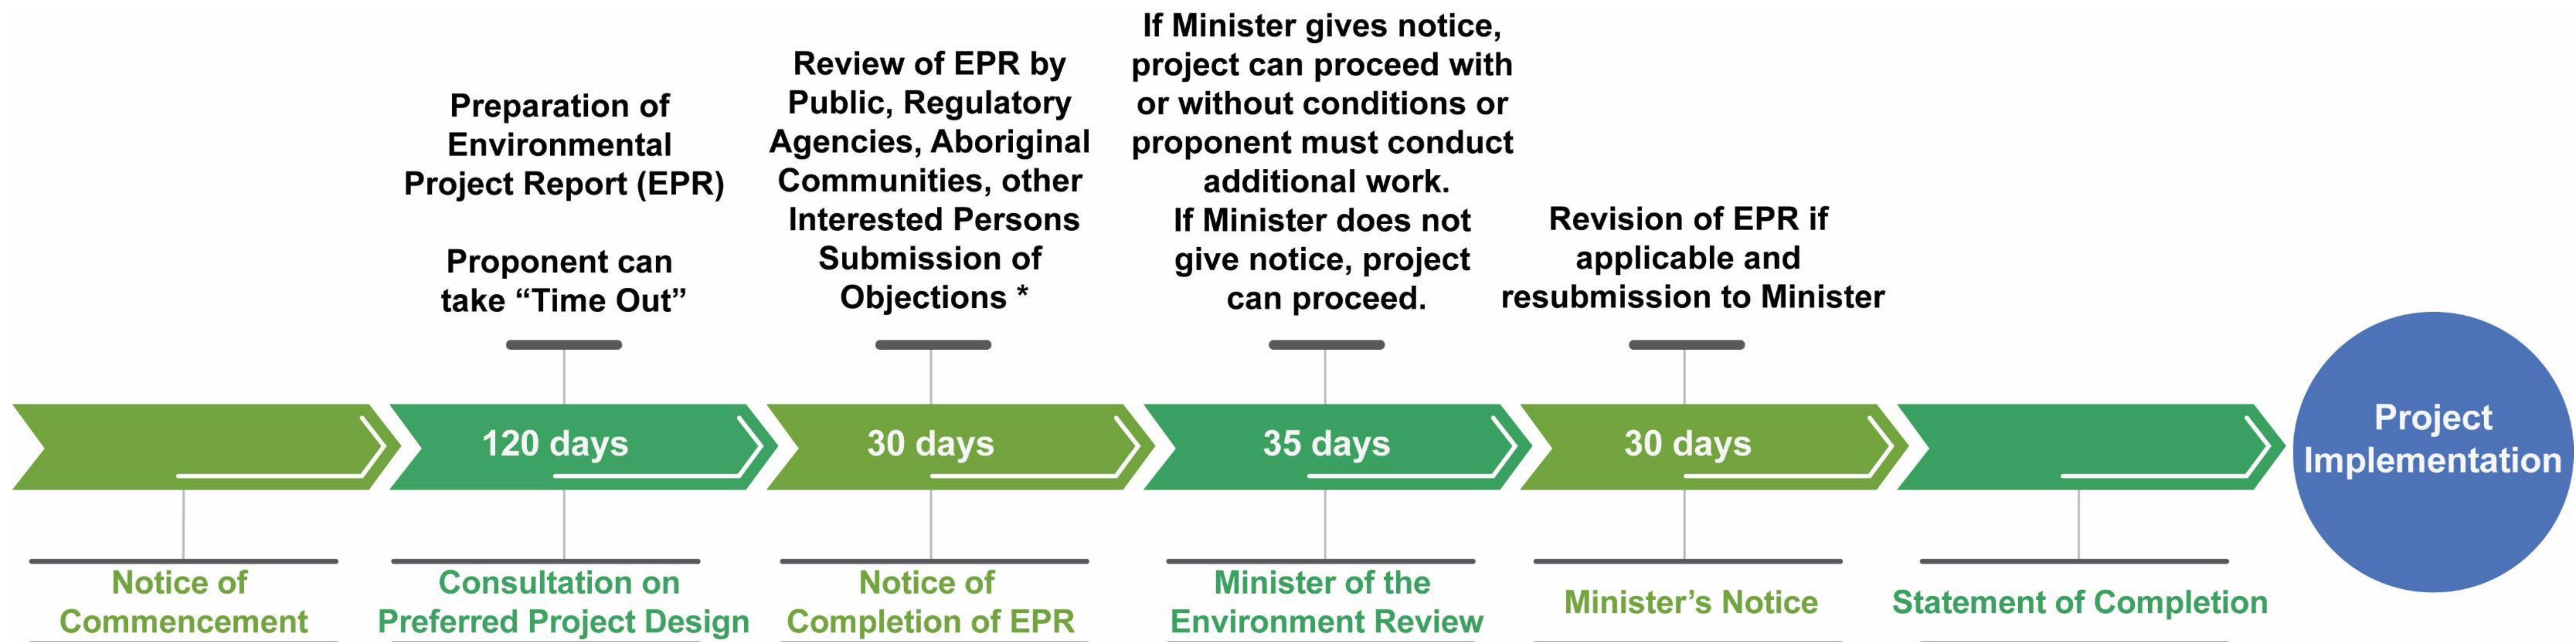 Preparation of
Environmental
Project Report (EPR)
Proponent can
take “Time Out”
Review of EPR by
Public, Regulatory
Agencies, Aboriginal
Communities, other
Interested Persons
Submission of
Objections *
If Minister gives notice,
project can proceed with
or without conditions or
proponent must conduct
additional work.
If Minister does not
give notice, project
can proceed.
Revision of EPR if
applicable and
resubmission to Minister
120 days
30 days
35 days
30 days
Project
Implementation
Notice of
Commencement
Consultation on
Preferred Project Design
Notice of
Completion of EPR
Minister of the
Environment Review
Minister’s Notice
Statement of Completion